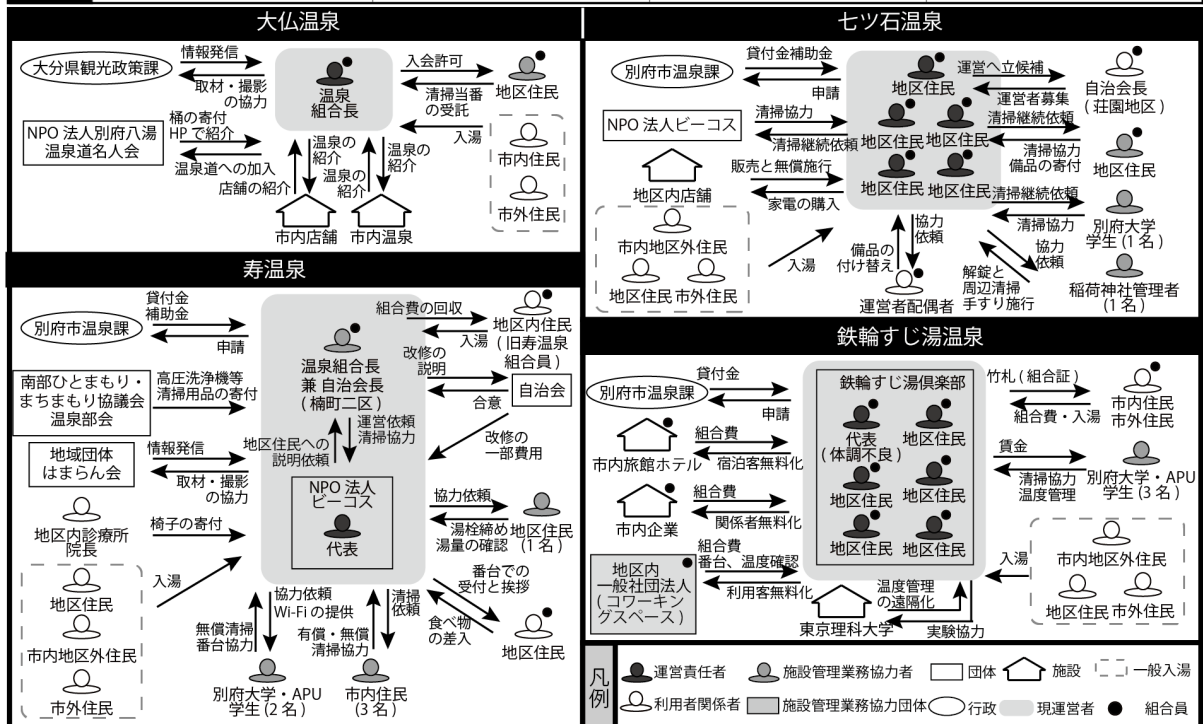 大仏温泉
大分県観光政策課
情報発信
取材・撮影
の協力
NPO 法人別府八湯
温泉道名人会
桶の寄付
HP で紹介
温泉道への加入
温泉
組合長
入会許可
清掃当番
の受託
地区住民
入湯
市内住民
市外住民
店舗の紹介
温泉の
紹介
温泉の
紹介
温泉の
紹介
市内店舗
市内温泉
七ツ石温泉
別府市温泉課
貸付金補助金
申請
NPO 法人ビーコス
清掃協力
清掃継続依頼
地区内店舗
販売と無償施行
家電の購入
市内地区外住民
地区住民
市外住民
入湯
地区住民
地区住民
地区住民
地区住民
地区住民
運営へ立候補
運営者募集
自治会長
( 荘園地区 )
清掃継続依頼
清掃協力
備品の寄付
地区住民
清掃継続依頼
清掃協力
別府大学
学生 (1 名 )
備品の
付け替え
協力
依頼
運営者配偶者
解錠と
周辺清掃
手すり施行
協力
依頼
稲荷神社管理者
(1 名 )
寿温泉
別府市温泉課
貸付金
補助金
申請
南部ひとまもり・
まちまもり協議会
温泉部会
高圧洗浄機等
清掃用品の寄付
地域団体
はまらん会
情報発信
取材・撮影
の協力
地区内診療所
院長
椅子の寄付
地区住民
市内地区外住民
市外住民
入湯
温泉組合長
兼 自治会長
( 楠町二区 )
地区住民への
説明依頼
運営依頼
清掃協力
NPO 法人
ビーコス
代表
組合費の回収
入湯
地区内住民
( 旧寿温泉
組合員 )
改修の
説明
合意
自治会
改修の
一部費用
協力依頼
湯栓締め
湯量の確認
地区住民
(1 名 )
番台での
受付と挨拶
食べ物
の差入
地区住民
無償清掃
番台協力
協力依頼
Wi-Fi の提供
別府大学・APU
学生 (2 名 )
有償・無償
清掃協力
清掃
依頼
市内住民
(3 名 )
鉄輪すじ湯温泉
別府市温泉課
貸付金
申請
市内旅館ホテル
組合費
宿泊客無料化
市内企業
組合費
関係者無料化
地区内
一般社団法人
( コワーキン
グスペース )
組合費
番台、温度確認
利用客無料化
鉄輪すじ湯倶楽部
代表
( 体調不良 )
地区住民
地区住民
地区住民
地区住民
地区住民
竹札 ( 組合証 )
組合費・入湯
市内住民
市外住民
賃金
清掃協力
温度管理
別府大学・APU
学生 (3 名 )
入湯
市内地区外住民
地区住民
市外住民
東京理科大学
温度管理
の遠隔化
実験協力
凡例
運営責任者
施設管理業務協力者
団体
施設
一般入湯
利用者関係者
施設管理業務協力団体
行政
現運営者
組合員